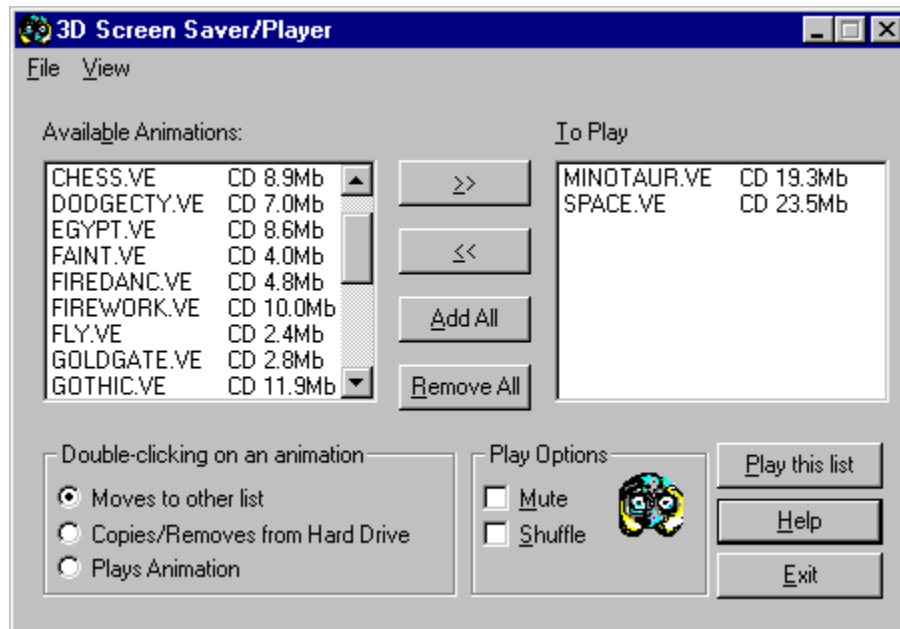 3D Screen Saver/Player
File View
Available Animations:
To Play
CHESS.VE CD 8.9Mb
DODGECTY.VE CD 7.0Mb
EGYPT.VE CD 8.6Mb
FAINT.VE CD 4.0Mb
FIREDANC.VE CD 4.8Mb
FIREWORK.VE CD 10.0Mb
FLY.VE CD 2.4Mb
GOLDGATE.VE CD 2.8Mb
GOTHIC.VE CD 11.9Mb
>>
<<
Add All
Remove All
MINOTAUR.VE CD 19.3Mb
SPACE.VE CD 23.5Mb
Double-clicking on an animation
Moves to other list
Copies/Removes from Hard Drive
Plays Animation
Play Options
Mute
Shuffle
Play this list
Help
Exit